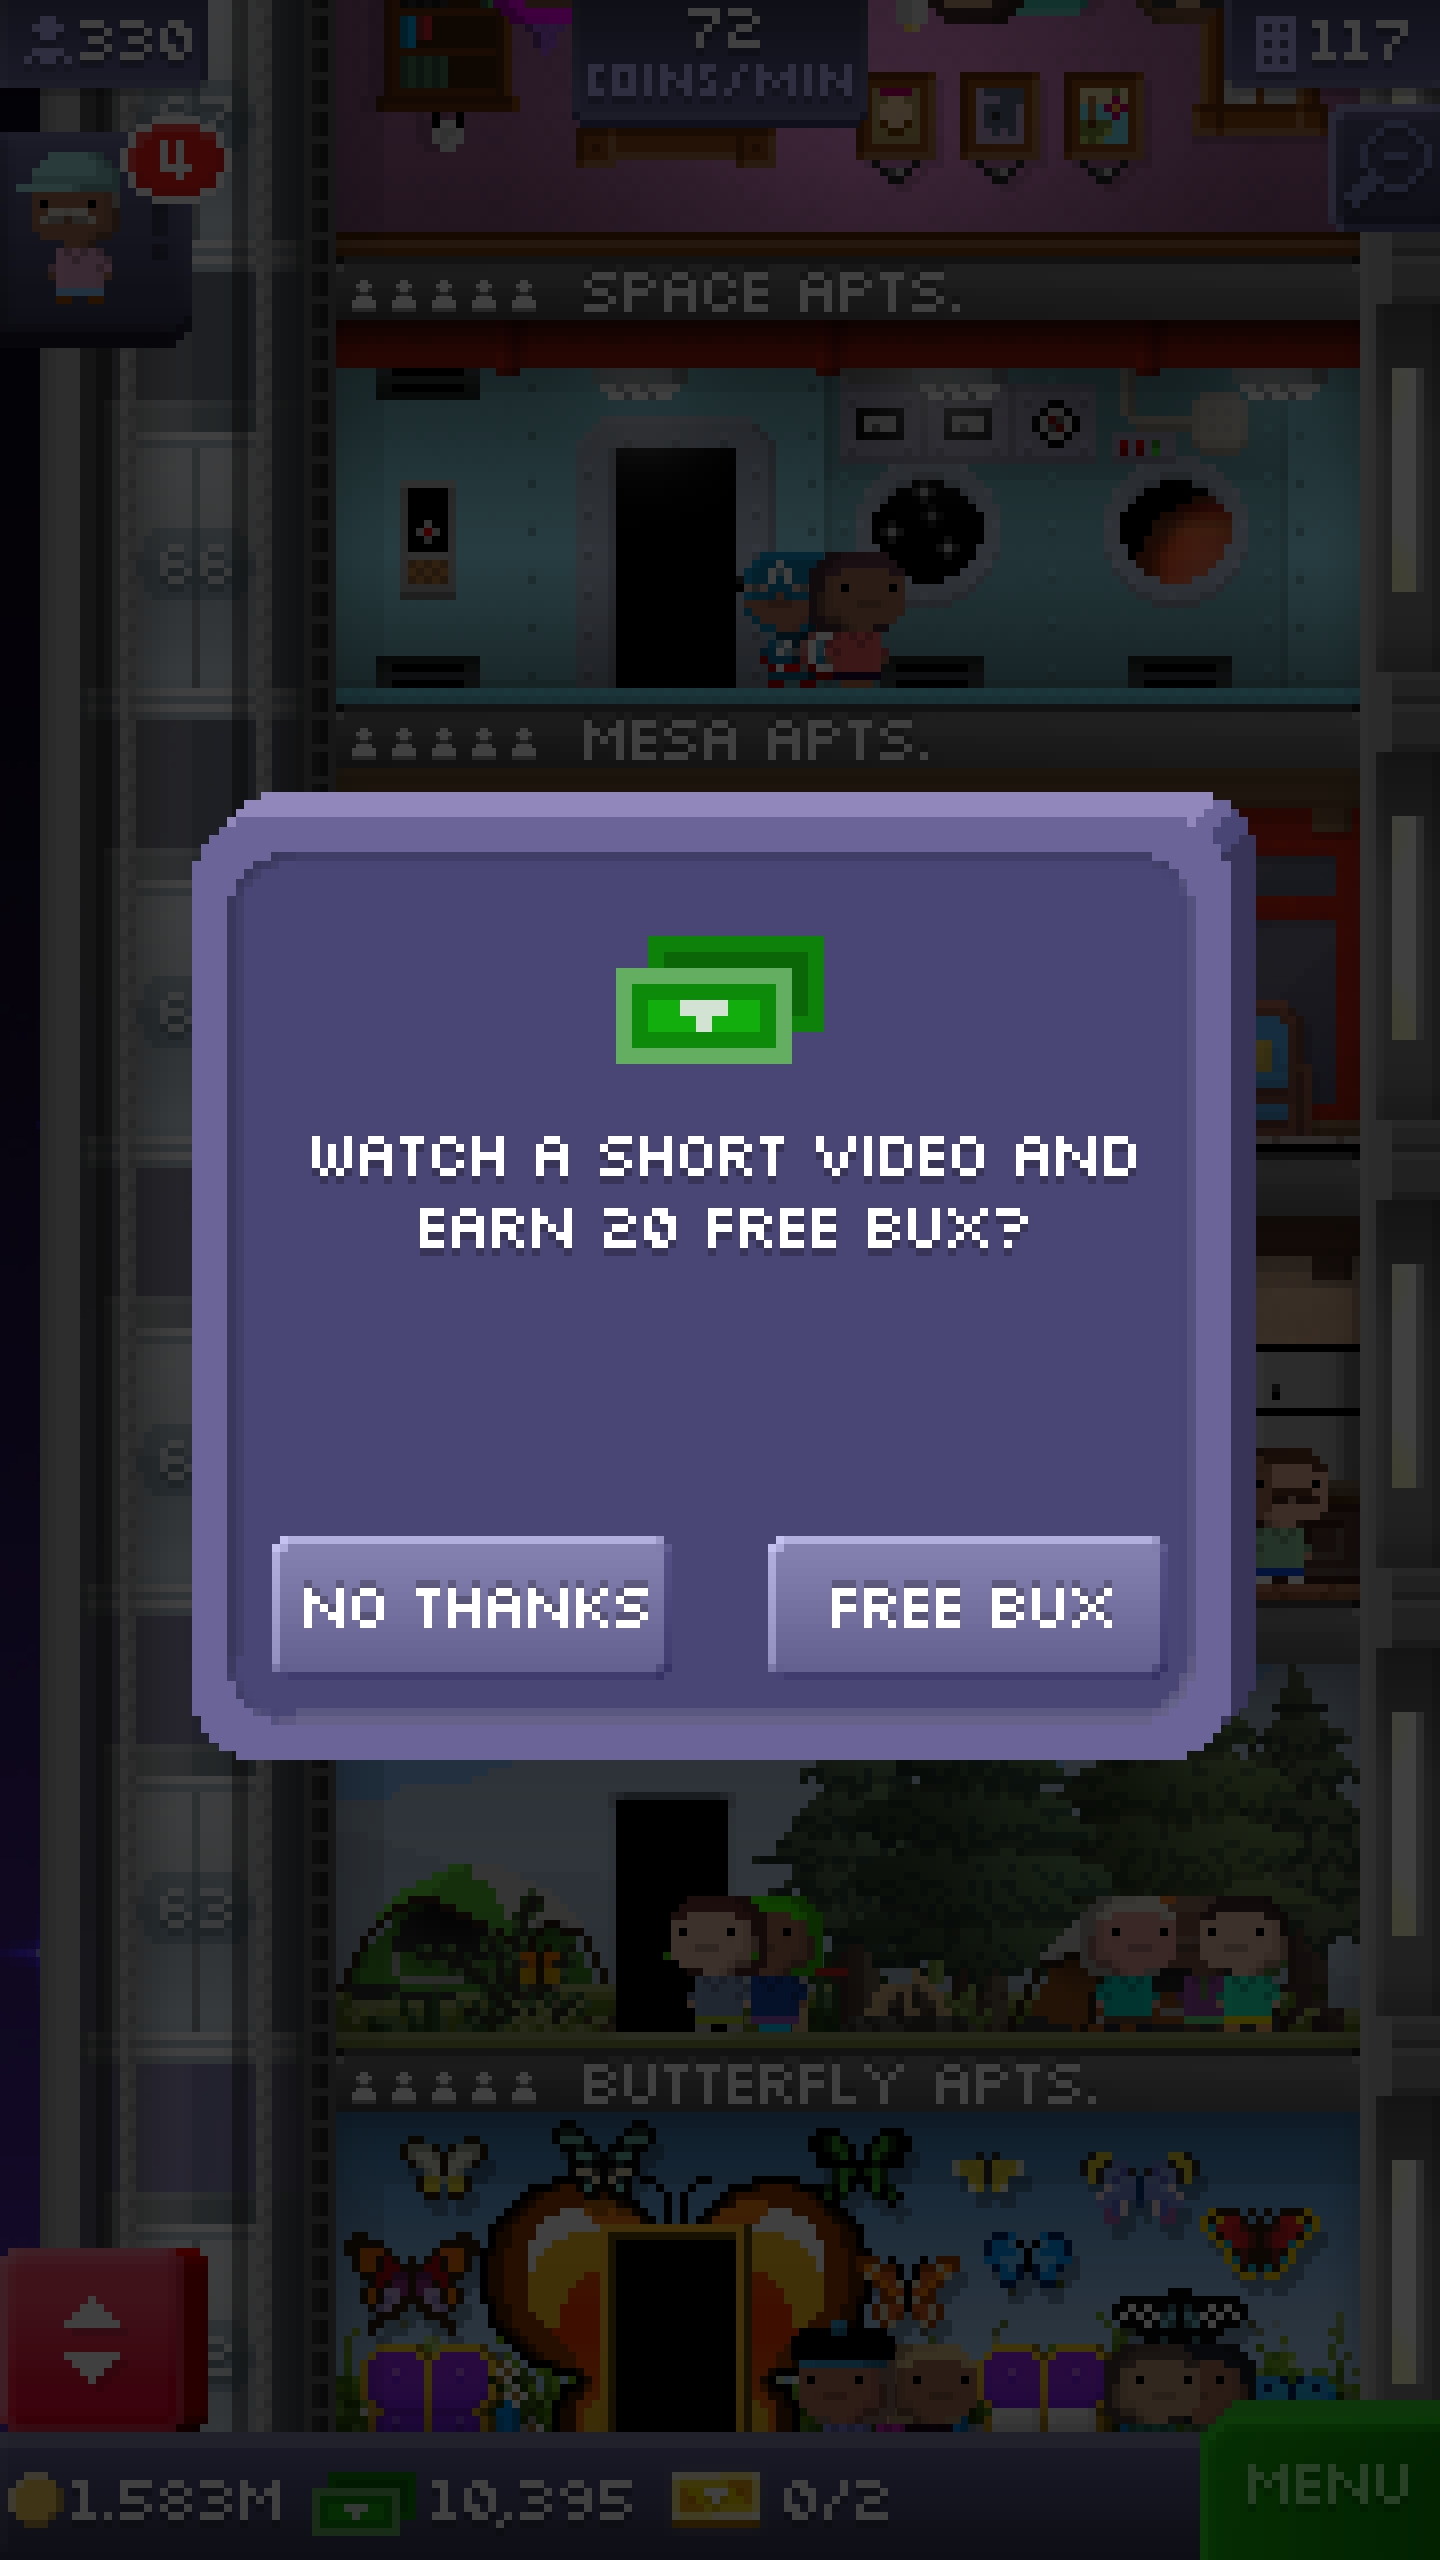 330
72
COINS/MIN
117
4
SPACE APTS.
66
MESA APTS.
WATCH A SHORT VIDEO AND
EARN 20 FREE BUX?
NO THANKS
FREE BUX
63
BUTTERFLY APTS.
1.583M
10,395
0/2
MENU